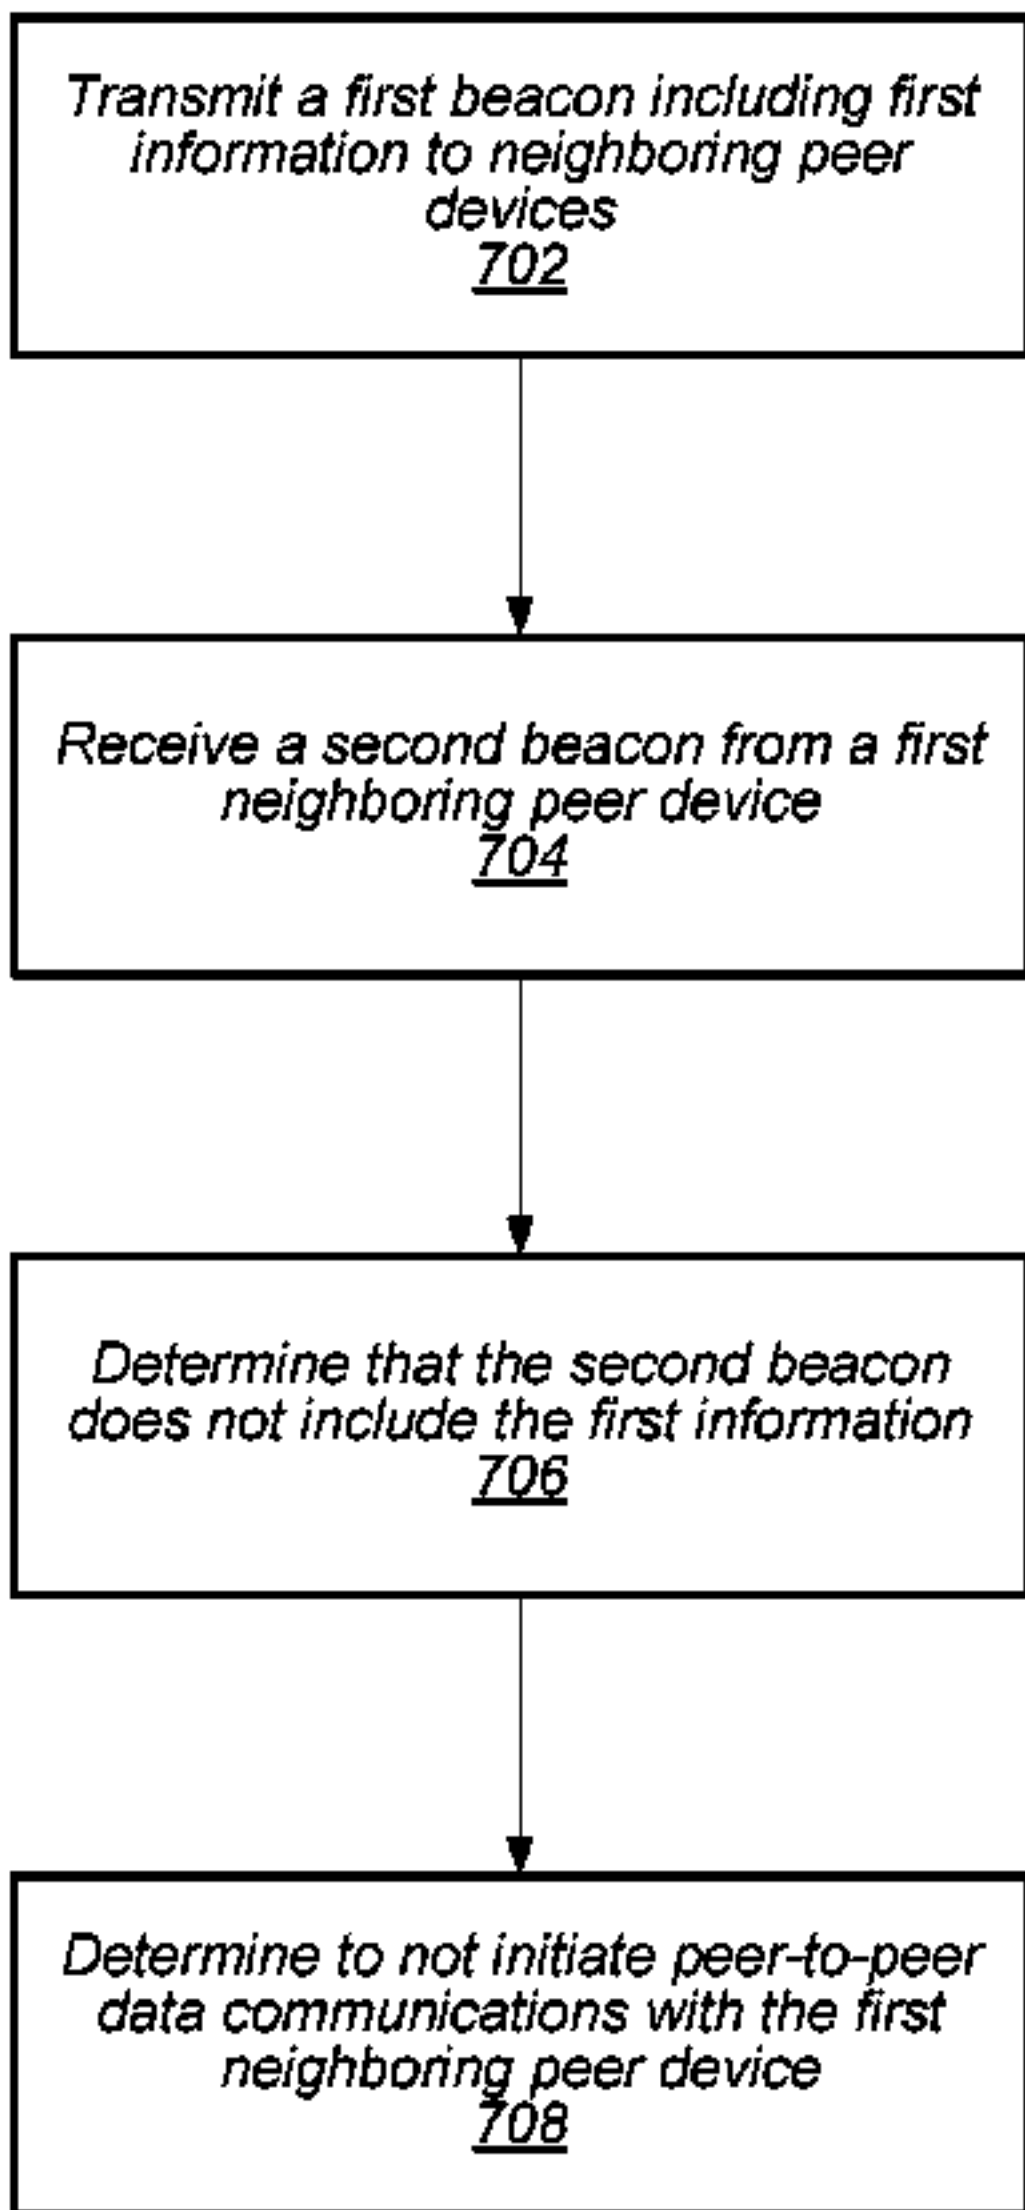 Transmit a first beacon including first
information to neighboring peer
devices
702
Receive a second beacon from a first
neighboring peer device
704
Determine that the second beacon
does not include the first information
706
Determine to not initiate peer-to-peer
data communications with the first
neighboring peer device
708